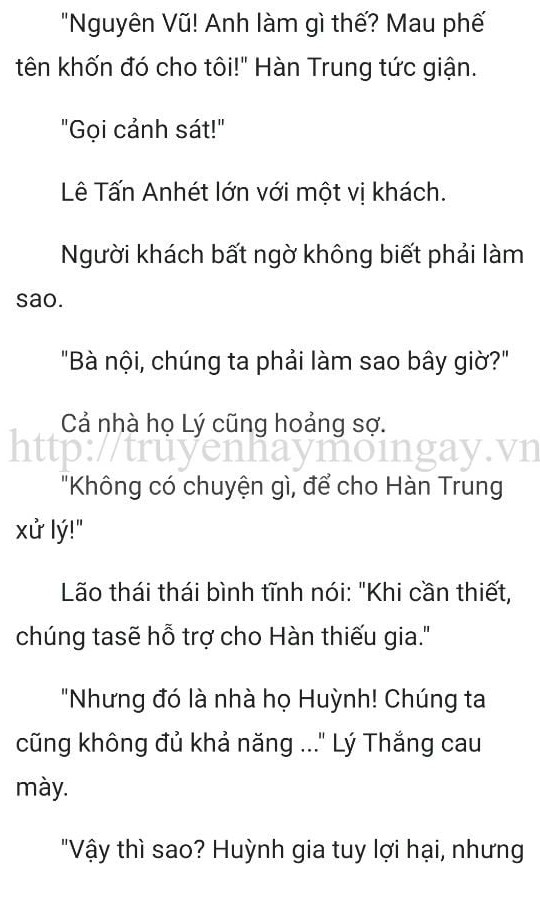 "Nguyên Vũ! Anh làm gì thế? Mau phế
tên khốn đó cho tôi!" Hàn Trung tức giận.
"Gọi cảnh sát!"
Lê Tấn Anhét lớn với một vị khách.
Người khách bất ngờ không biết phải làm
sao.
"Bà nội, chúng ta phải làm sao bây giờ?"
Cả nhà họ Lý cũng hoảng sợ.
http://truyenhaymoingay.vn
"Không có chuyện gì, để cho Hàn Trung
xử lý!"
Lão thái thái bình tĩnh nói: "Khi cần thiết,
chúng tasẽ hỗ trợ cho Hàn thiếu gia."
"Nhưng đó là nhà họ Huỳnh! Chúng ta
cũng không đủ khả năng ..." Lý Thắng cau
mày.
"Vậy thì sao? Huỳnh gia tuy lợi hại, nhưng